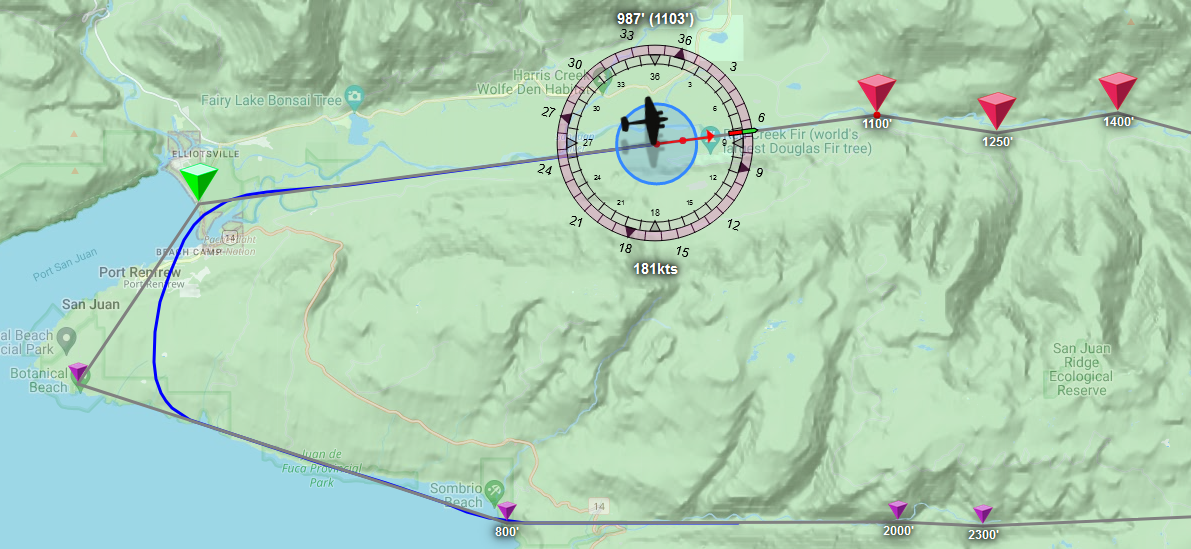 987' (1103')
33
36
30
3
Harris Creek
Wolfe Den Habit
36
33
3
Fairy Lake Bonsai Tree
30
6
27
6
1100'
1250'
1400'
27
9
Creek Fir (world's
largest Douglas Fir tree)
ELLIOTSVILLE
24
24
12
9
21
18
15
21
12
18
15
14
BEACH CAMP
Port San Juan
Port Renfrew
Port Renfrew
181kts
San Juan
al Beach
cial Park
Botanical
Beach
San Juan
Ridge
Ecological
Reserve
Juan de
Fuca Provincial
Park
Sombrio
Beach
14
800'
2000'
2300'